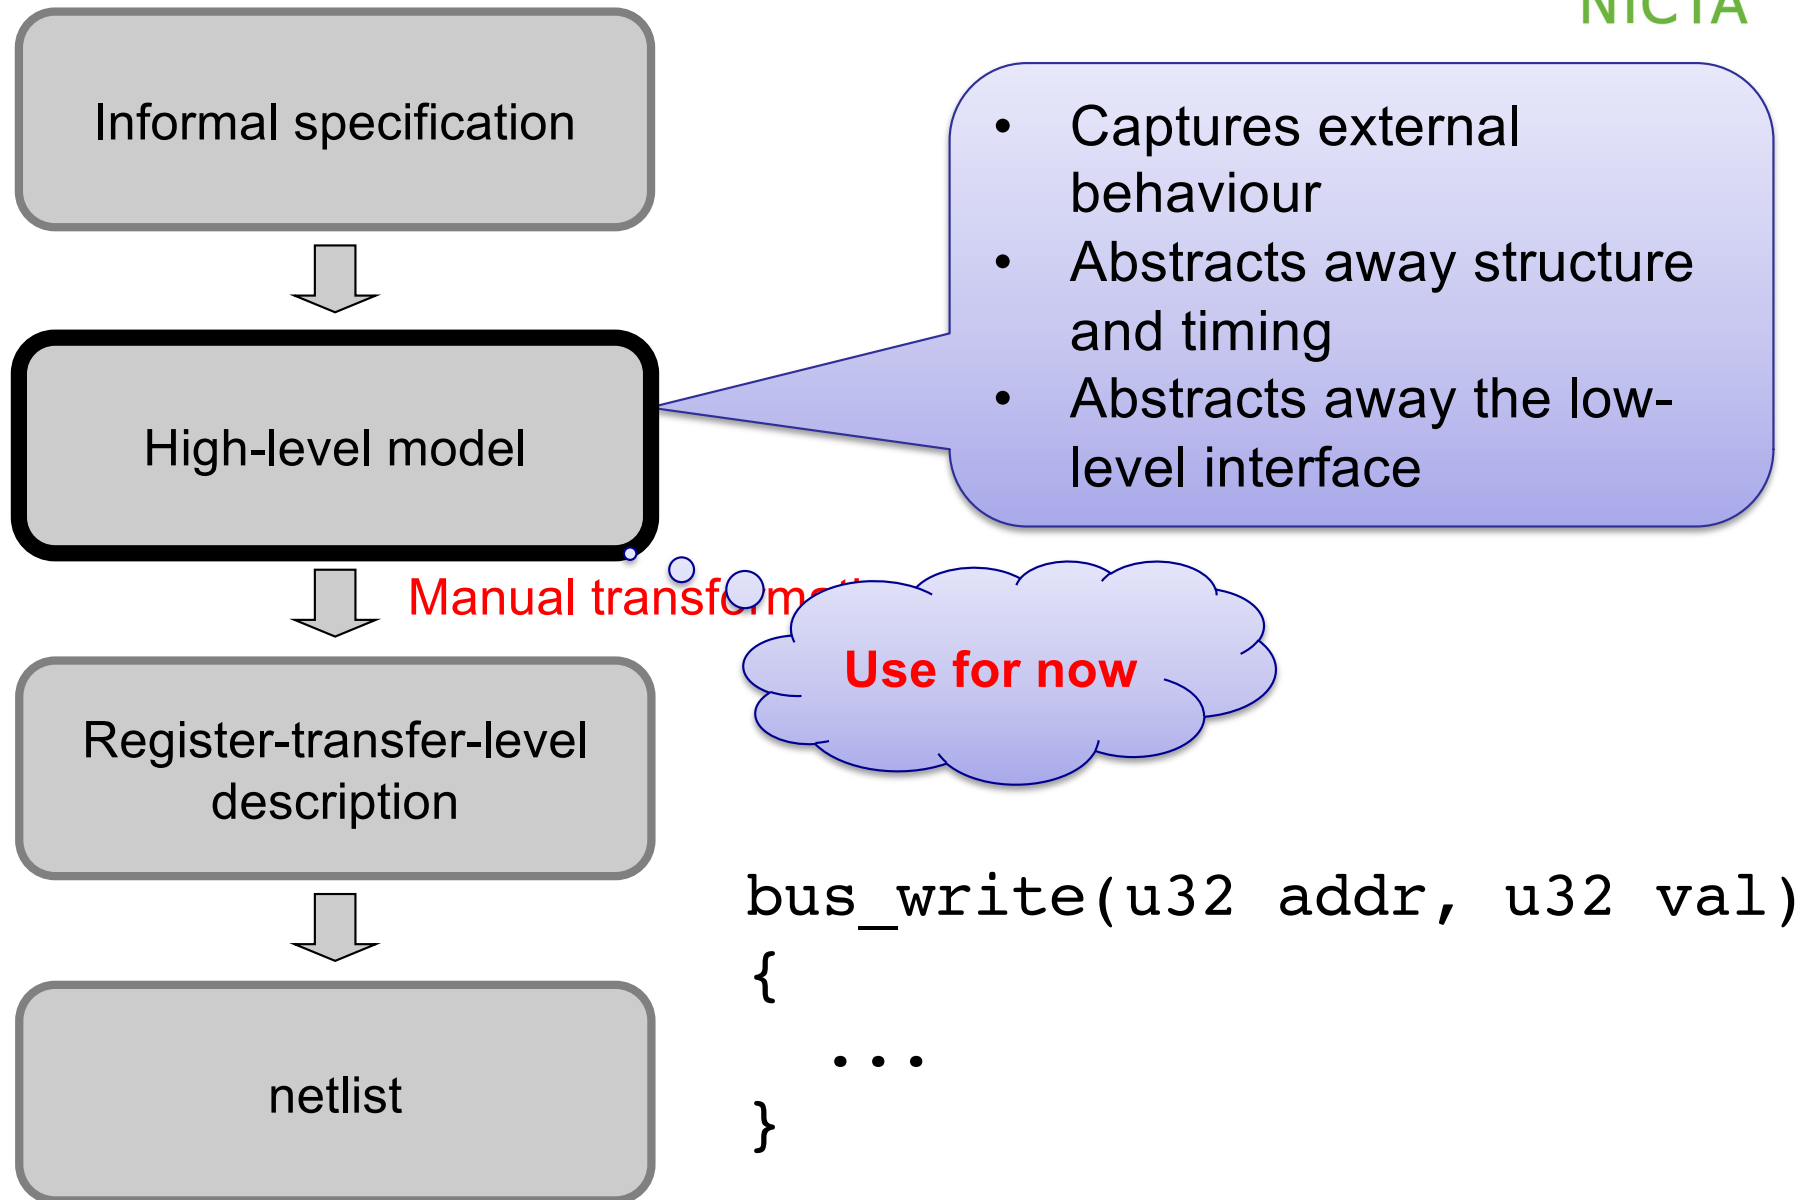 NICTA
Informal specification
• Captures external
behaviour
• Abstracts away structure
and timing
• Abstracts away the low-
level interface
High-level model
Manual
Use for now
Register-transfer-level
description
bus_write(u32 addr, u32 val)
{
...
}
netlist